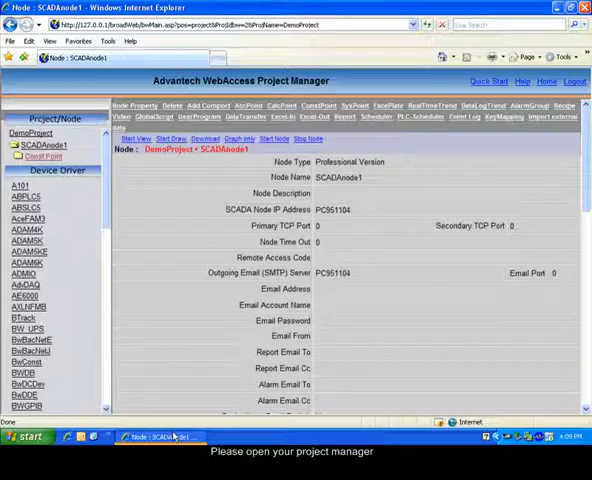 Node : SCADAnode1 - Windows Internet Explorer
http://127.0.0.1/broadWeb/bwMain.asp?pos=project&ProjIdbw=2&ProjName=DemoProject
Live Search
File Edit View Favorites Tools Help
Node : SCADAnode1
Page Tools
Advantech WebAccess Project Manager
Quick Start Help Home Logout
Project/Node
DemoProject
SCADAnode1
Const Point
Device Driver
A101
ABPLC5
ABSLC5
AceFAM3
ADAM4K
ADAM5K
ADAM5KE
ADAM6K
ADMIO
AdvDAQ
AE6000
AXLNFMB
BTrack
BW_UPS
BwBacNetE
BwBacNetJ
BwConst
BWDB
BwDCDev
BwDDE
BWGPIB
Node Property Delete Add Comport AccPoint CalcPoint ConstPoint SysPoint FacePlate RealTimeTrend DataLogTrend AlarmGroup Recipe
Video GlobalScript UserProgram DataTransfer Excel-In Excel-Out Report Scheduler PLC-Scheduler Event Log KeyMapping Import external
data
Start View Start Draw Download Graph only Start Node Stop Node
Node : DemoProject • SCADAnode1
Node Type Professional Version
Node Name SCADAnode1
Node Description
SCADA Node IP Address PC951104
Primary TCP Port 0 Secondary TCP Port 0
Node Time Out 0
Remote Access Code
Outgoing Email (SMTP) Server PC951104 Email Port 0
Email Address
Email Account Name
Email Password
Email From
Report Email To
Report Email Cc
Alarm Email To
Alarm Email Cc
Done
Internet
start
Node : SCADAnode1 ...
4:09 PM
Please open your project manager